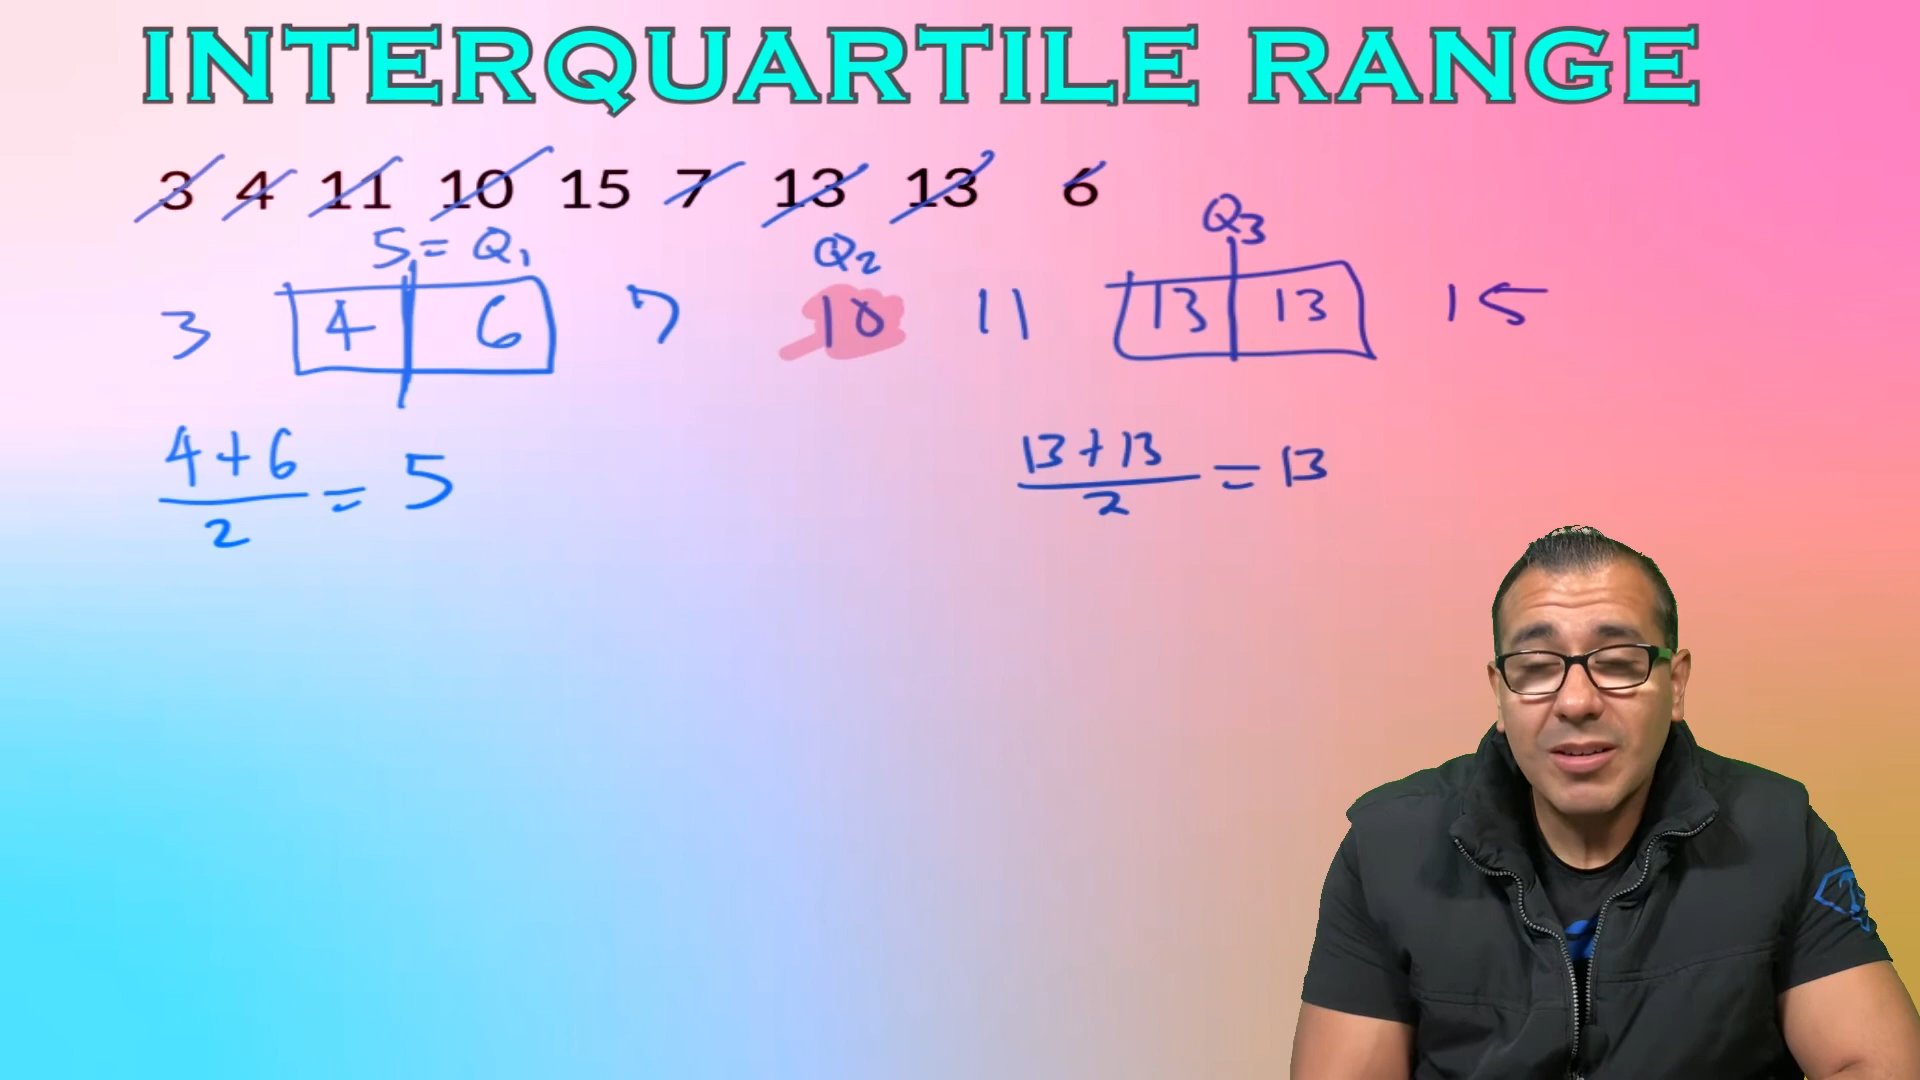 INTERQUARTILE RANGE
3 4 11 10 15 7 13 13 6
5 = Q1 Q2 Q3
3 4 6 7 10 11 13 13 15
4+6/2 = 5 13+13/2 = 13